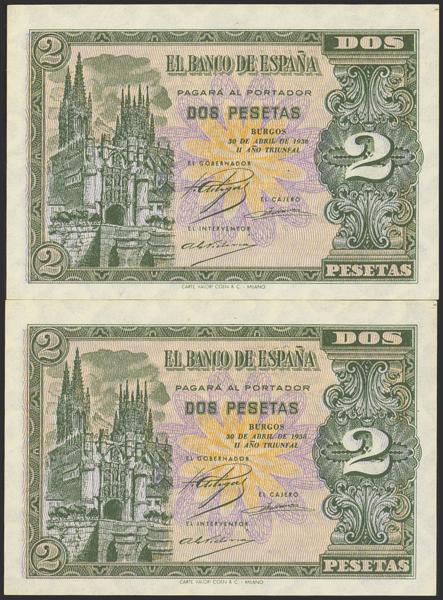 2
DOS
EL BANCO DE ESPAÑA
PAGARÁ AL PORTADOR
DOS PESETAS
BURGOS
30 DE ABRIL DE 1938
II AÑO TRIUNFAL
EL GOBERNADOR
2
EL CAJERO
EL INTERVENTOR
2
PESETAS
CARTE VALORI COEN & C. - MILANO
2
DOS
EL BANCO DE ESPAÑA
PAGARÁ AL PORTADOR
DOS PESETAS
BURGOS
30 DE ABRIL DE 1938
II AÑO TRIUNFAL
EL GOBERNADOR
2
EL CAJERO
EL INTERVENTOR
2
PESETAS
CARTE VALORI COEN & C. - MILANO